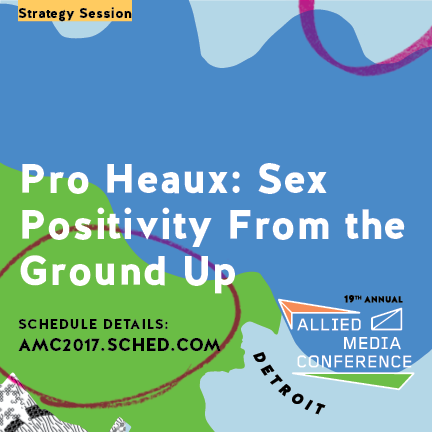 Strategy Session
Pro Heaux: Sex
Positivity From the
Ground Up
SCHEDULE DETAILS:
AMC2017.SCHED.COM
19TH ANNUAL
ALLIED
MEDIA
CONFERENCE
DETROIT